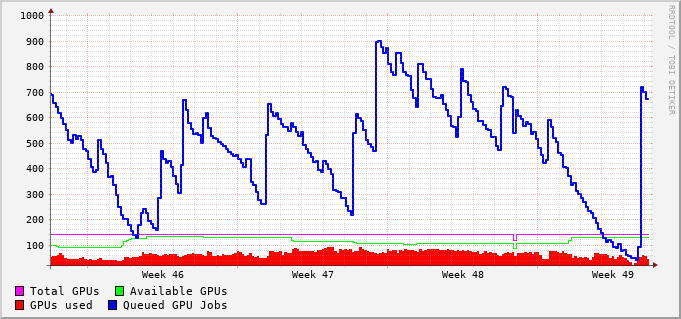 1000
900
800
700
600
500
400
300
200
100
Week 46 Week 47 Week 48 Week 49
Total GPUs Available GPUs
GPUs used Queued GPU Jobs
RRDTOOL / TOBI OETIKER